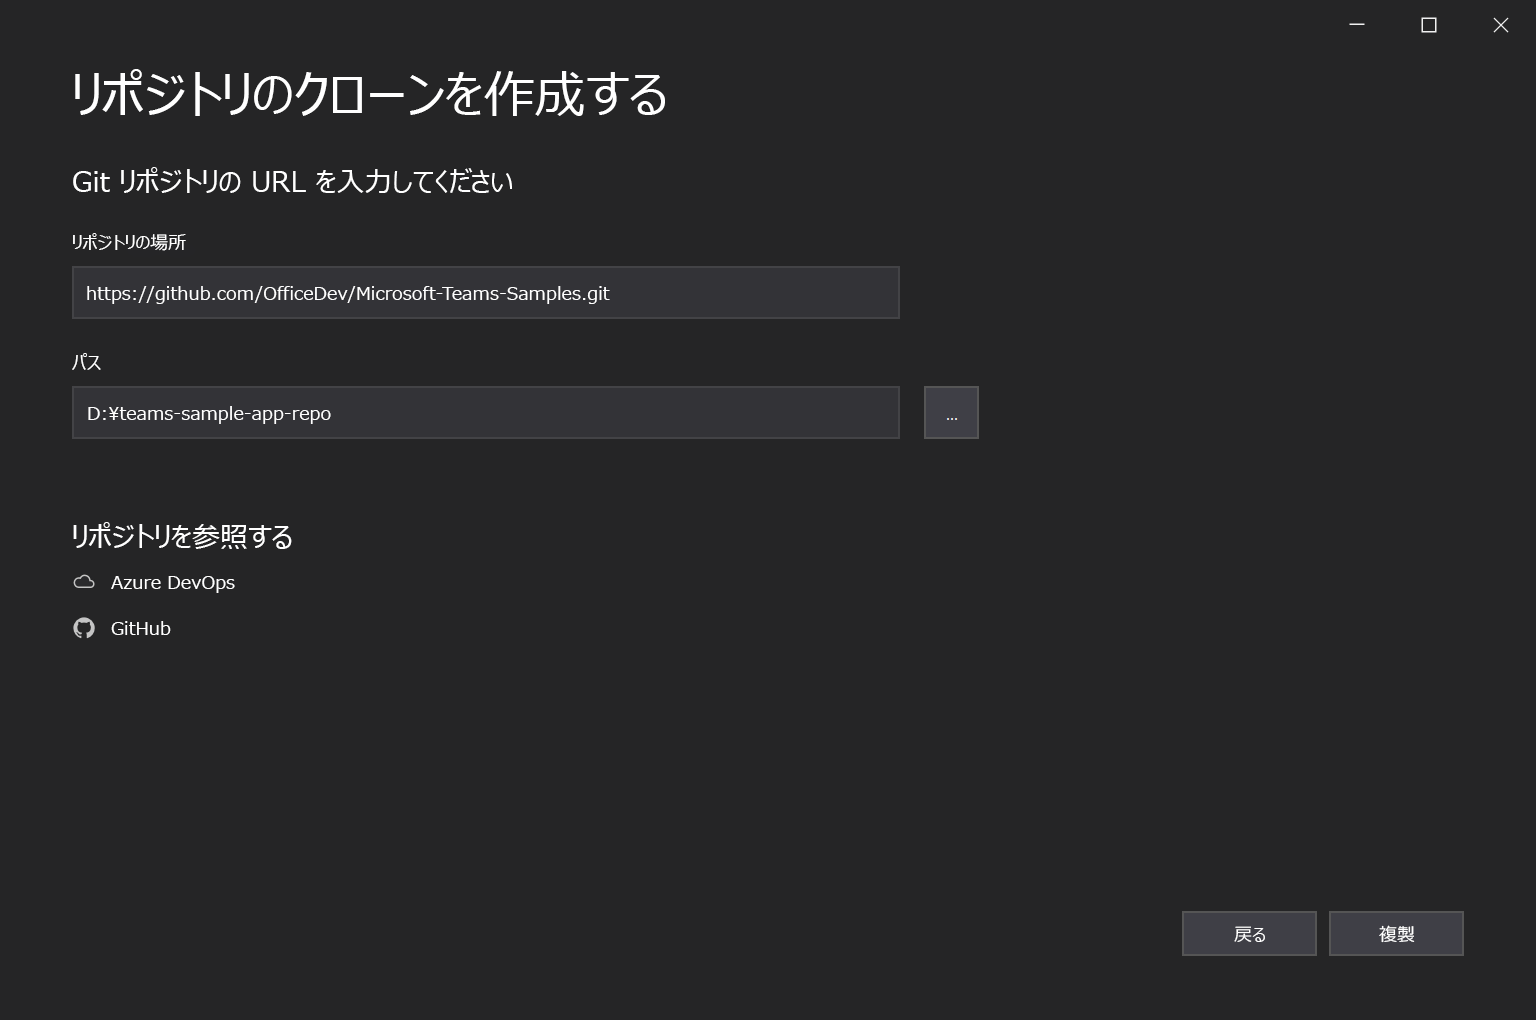 リポジトリのクローンを作成する
Git リポジトリの URL を入力してください
リポジトリの場所
https://github.com/OfficeDev/Microsoft-Teams-Samples.git
パス
D:¥teams-sample-app-repo
...
リポジトリを参照する
Azure DevOps
GitHub
戻る
複製